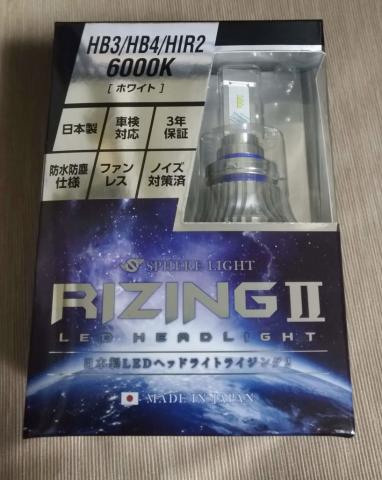 HB3/HB4/HIR2
6000K
[ホワイト]
日本製
車検
対応
3年
保証
防水防塵
仕様
ファン
レス
ノイズ
対策済
SPHERE LIGHT
RIZING II
LED HEADLIGHT
日本製LEDヘッドライトライジング2
MADE IN JAPAN